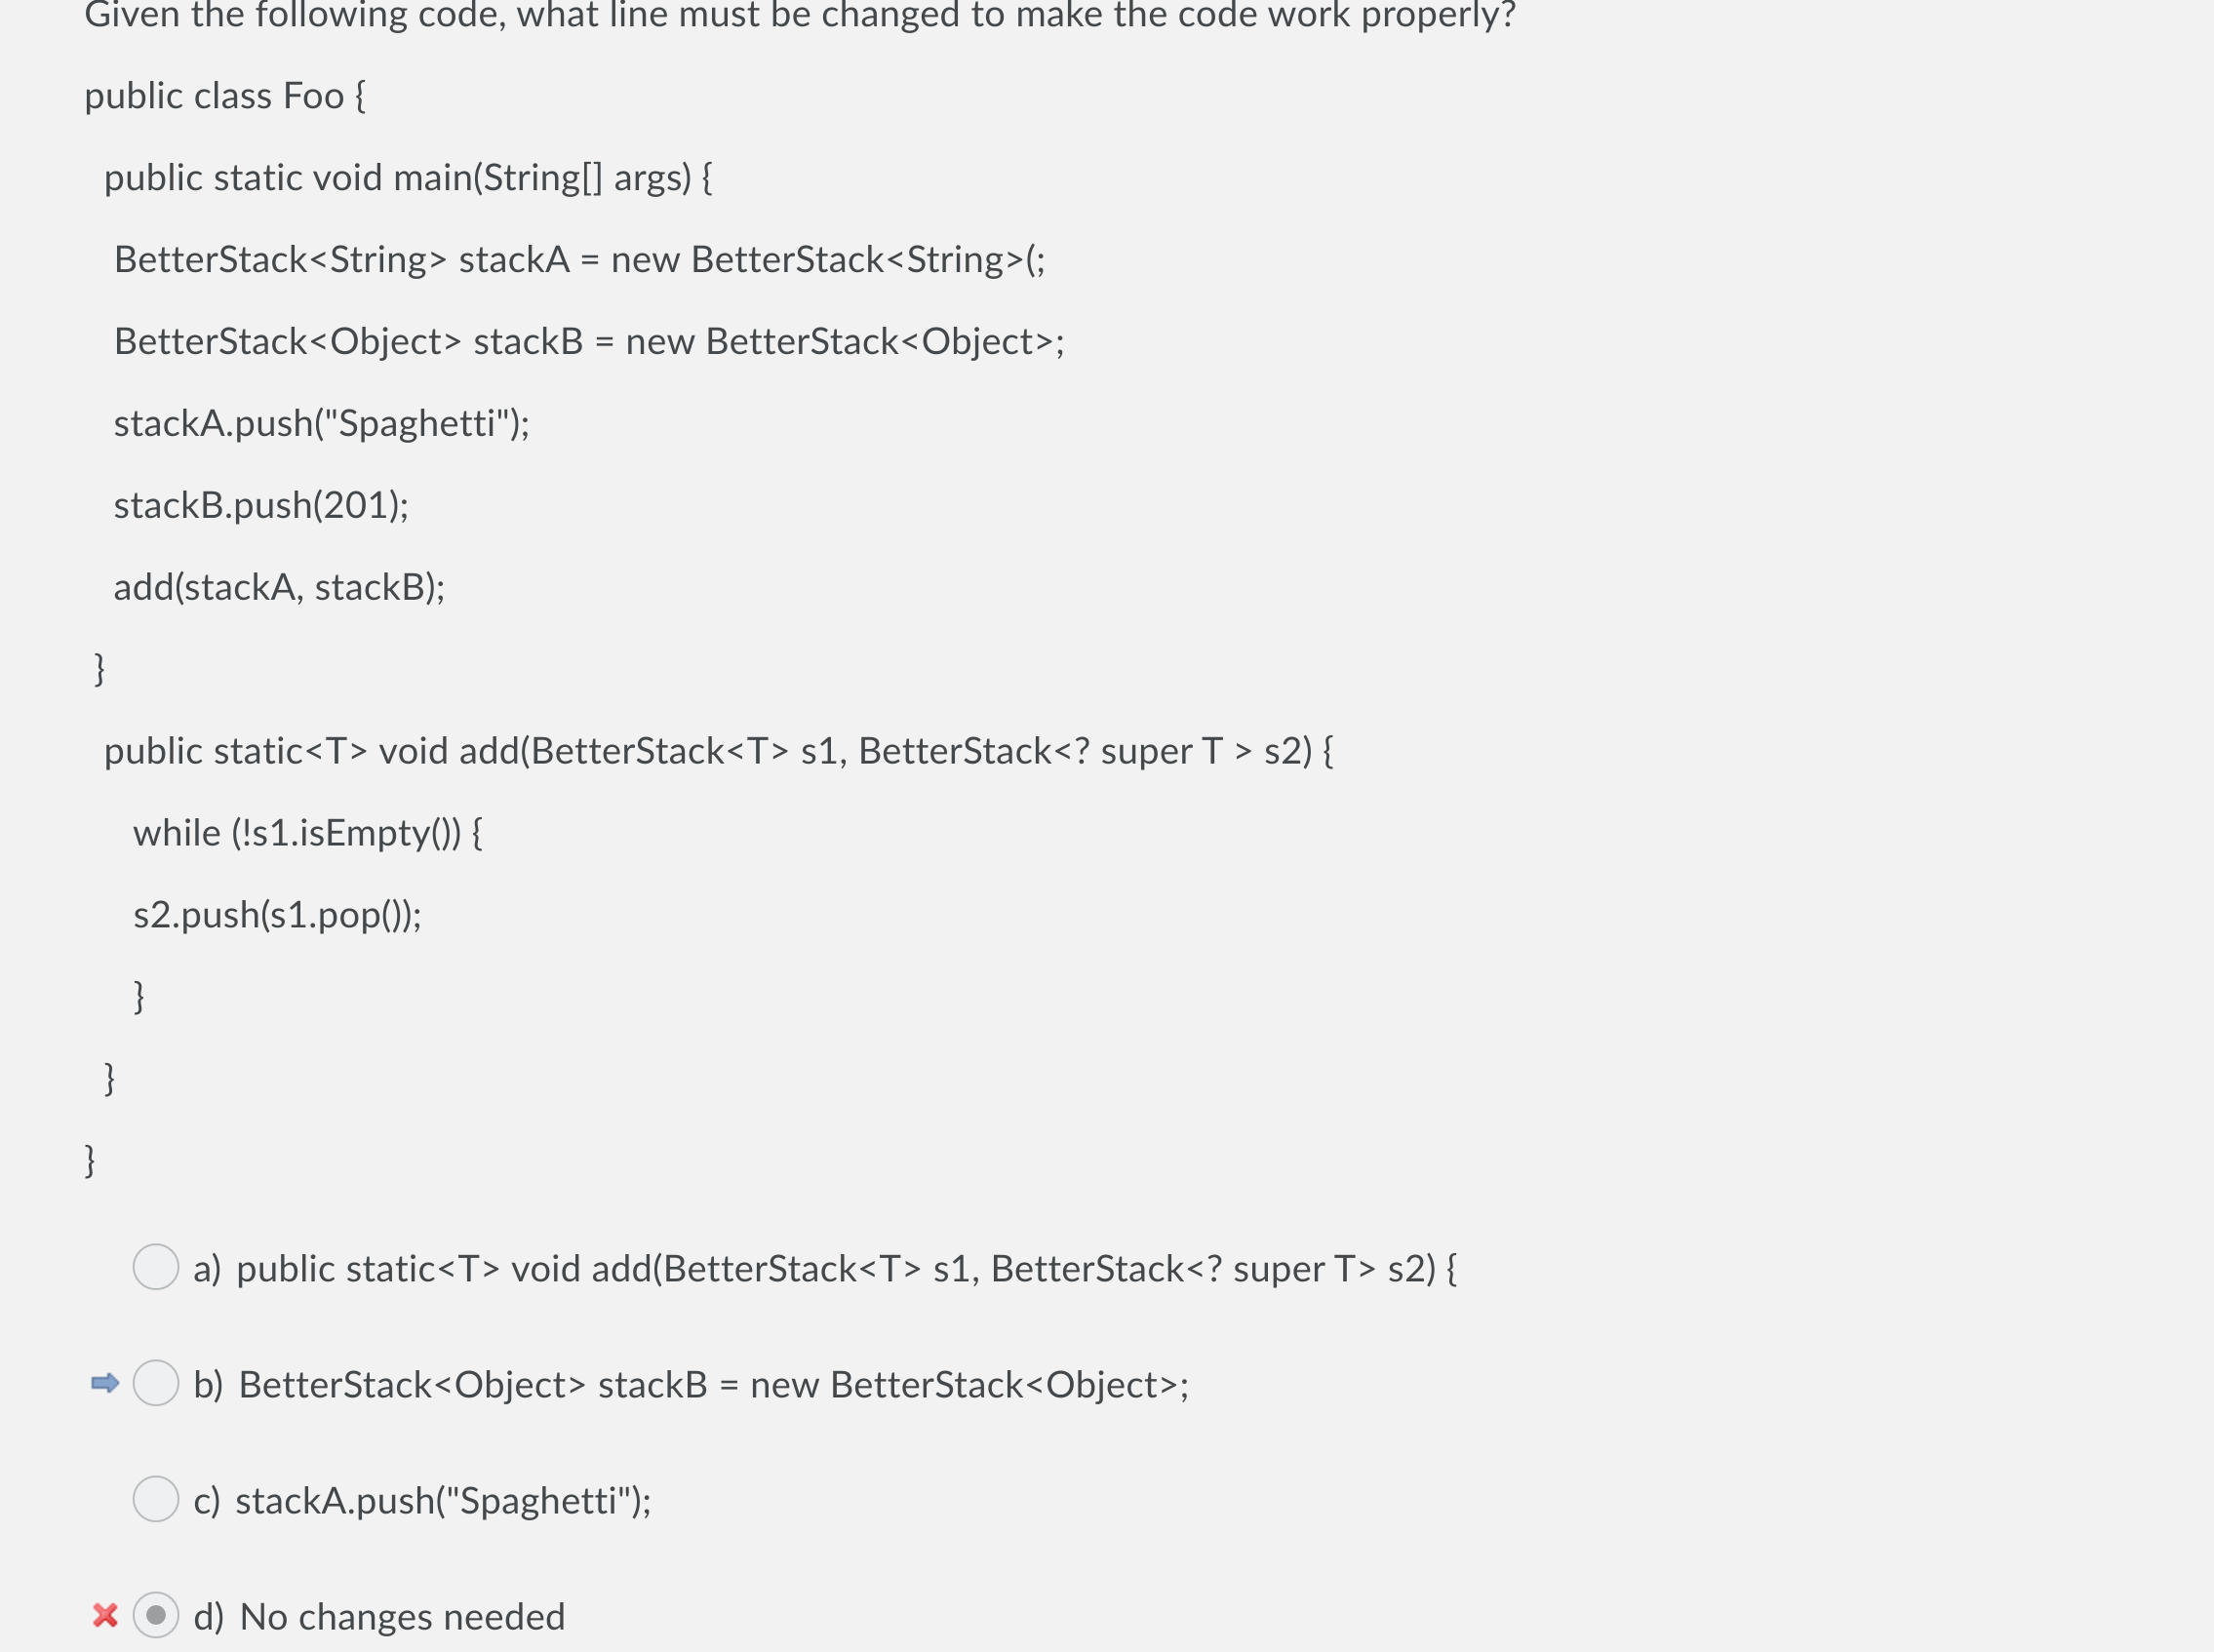 Given the following code, what line must be changed to make the code work properly?
public class Foo {
public static void main(String[] args) {
BetterStack<String> stackA = new BetterStack<String>(;
BetterStack<Object> stackB = new BetterStack<Object>;
stackA.push("Spaghetti");
stackB.push(201);
add(stackA, stackB);
}
public static<T> void add(BetterStack<T> s1, BetterStack<? super T > s2) {
while (!s1.isEmpty()) {
s2.push(s1.pop());
}
}
}
a) public static<T> void add(BetterStack<T> s1, BetterStack<? super T> s2) {
b) BetterStack<Object> stackB = new BetterStack<Object>;
c) stackA.push("Spaghetti");
d) No changes needed